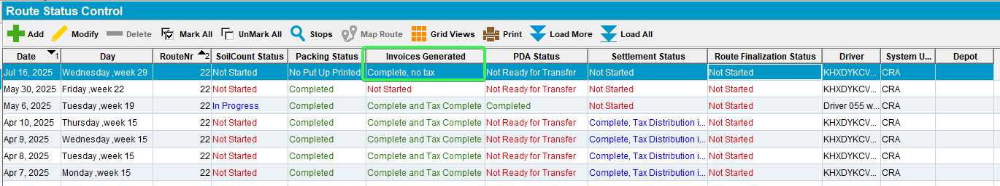 Route Status Control
Add Modify Delete Mark All UnMark All Stops Map Route Grid Views Print Load More Load All
Date 1 Day RouteNr 2 SoilCount Status Packing Status Invoices Generated PDA Status Settlement Status Route Finalization Status Driver System U... Depot
Jul 16, 2025 Wednesday ,week 29 22 Not Started No Put Up Printed Complete, no tax Not Ready for Transfer Not Started Not Started KHXDYKCV... CRA
May 30, 2025 Friday ,week 22 22 Not Started Completed Not Started Not Ready for Transfer Not Started Not Started KHXDYKCV... CRA
May 6, 2025 Tuesday ,week 19 22 In Progress Completed Complete and Tax Complete Completed Not Started Not Started Driver 055 w... CRA
Apr 10, 2025 Thursday ,week 15 22 Not Started Completed Complete and Tax Complete Not Ready for Transfer Complete, Tax Distribution i... Not Started KHXDYKCV... CRA
Apr 9, 2025 Wednesday ,week 15 22 Not Started Completed Complete and Tax Complete Not Ready for Transfer Complete, Tax Distribution i... Not Started KHXDYKCV... CRA
Apr 8, 2025 Tuesday ,week 15 22 Not Started Completed Complete and Tax Complete Not Ready for Transfer Complete, Tax Distribution i... Not Started KHXDYKCV... CRA
Apr 7, 2025 Monday ,week 15 22 Not Started Completed Complete and Tax Complete Not Ready for Transfer Complete, Tax Distribution i... Not Started KHXDYKCV... CRA